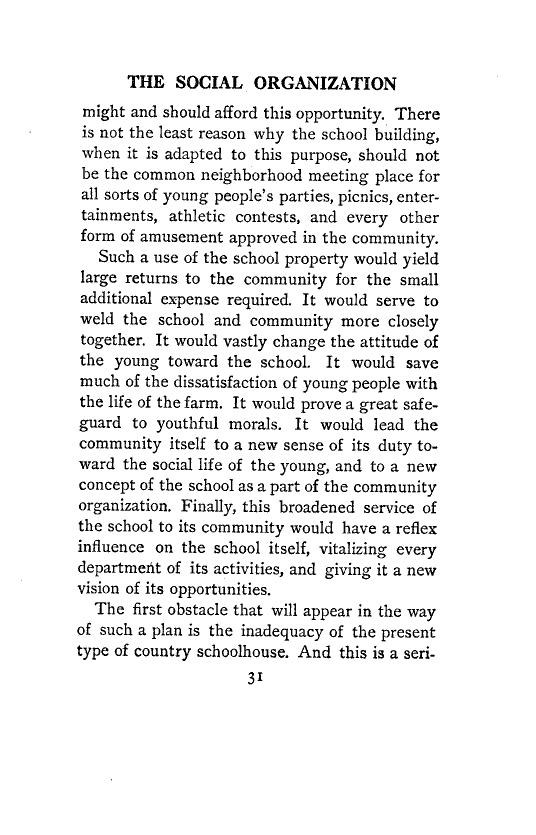 THE SOCIAL ORGANIZATION
might and should afford this opportunity. There
is not the least reason why the school building,
when it is adapted to this purpose, should not
be the common neighborhood meeting place for
all sorts of young people's parties, picnics, enter-
tainments, athletic contests, and every other
form of amusement approved in the community.
Such a use of the school property would yield
large returns to the community for the small
additional expense required. It would serve to
weld the school and community more closely
together. It would vastly change the attitude of
the young toward the school. It would save
much of the dissatisfaction of young people with
the life of the farm. It would prove a great safe-
guard to youthful morals. It would lead the
community itself to a new sense of its duty to-
ward the social life of the young, and to a new
concept of the school as a part of the community
organization. Finally, this broadened service of
the school to its community would have a reflex
influence on the school itself, vitalizing every
department of its activities, and giving it a new
vision of its opportunities.
The first obstacle that will appear in the way
of such a plan is the inadequacy of the present
type of country schoolhouse. And this is a seri-
31